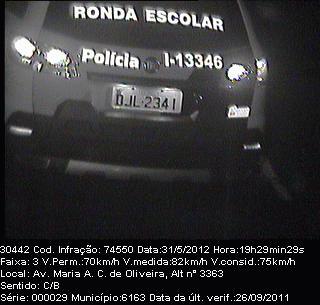 RONDA ESCOLAR
Polícia I-13346
DJL-2341
30442 Cod. Infração: 74550 Data:31/5/2012 Hora:19h29min29s
Faixa: 3 V.Perm.:70km/h V.medida:82km/h V.consid.:75km/h
Local: Av. Maria A. C. de Oliveira, Alt nº 3363
Sentido: C/B
Série: 000029 Município:6163 Data da últ. verif.:26/09/2011